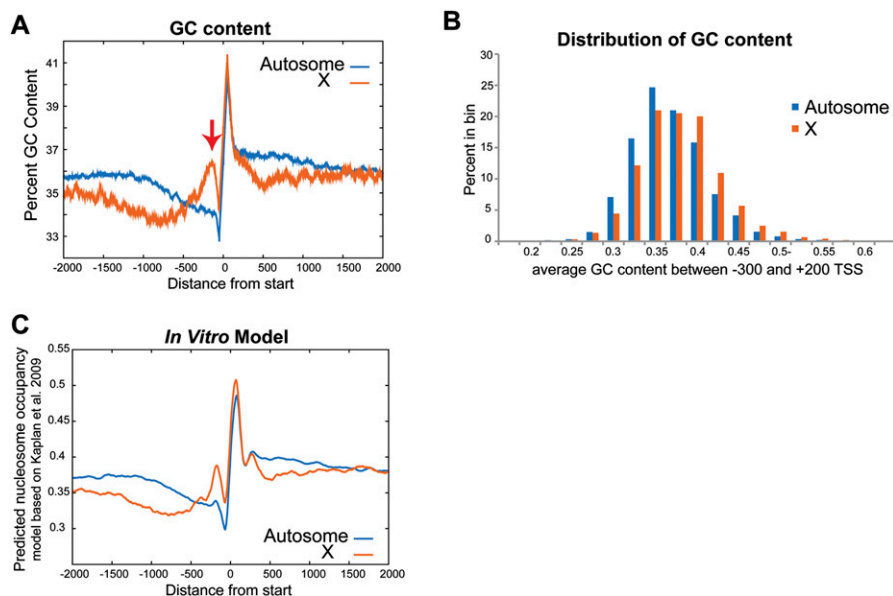 A
GC content
Percent GC Content
41
39
37
35
33
Autosome
X
-2000 -1500 -1000 -500 0 500 1000 1500 2000
Distance from start
B
Distribution of GC content
Percent in bin
30
25
20
15
10
5
0
Autosome
X
0.2 0.25 0.3 0.35 0.4 0.45 0.5- 0.55 0.6
average GC content between -300 and +200 TSS
C
In Vitro Model
Predicted nucleosome occupancy
model based on Kaplan et al. 2009
0.55
0.5
0.4
0.35
0.3
Autosome
X
-2000 -1500 -1000 -500 0 500 1000 1500 2000
Distance from start